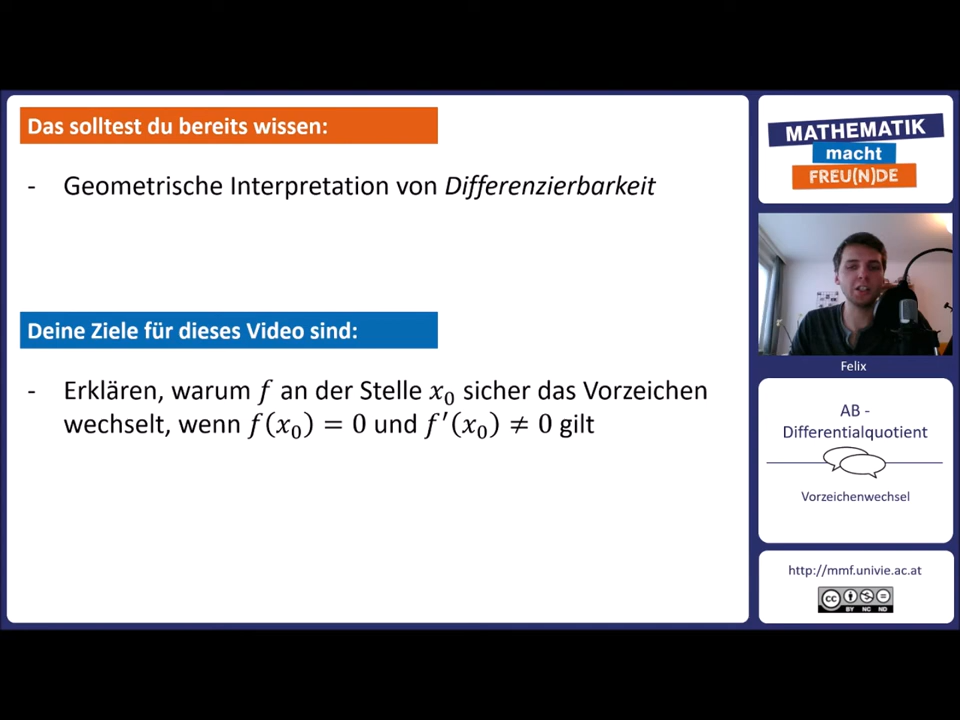 Das solltest du bereits wissen:
- Geometrische Interpretation von Differenzierbarkeit
Deine Ziele für dieses Video sind:
- Erklären, warum f an der Stelle x₀ sicher das Vorzeichen
wechselt, wenn f(x₀) = 0 und f′(x₀) ≠ 0 gilt
MATHEMATIK
macht
FREU(N)DE
Felix
AB -
Differentialquotient
Vorzeichenwechsel
http://mmf.univie.ac.at
cc
BY NC ND